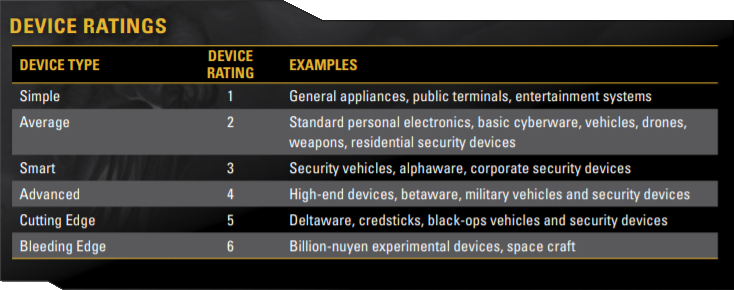 DEVICE RATINGS
DEVICE TYPE DEVICE RATING EXAMPLES
Simple 1 General appliances, public terminals, entertainment systems
Average 2 Standard personal electronics, basic cyberware, vehicles, drones,
weapons, residential security devices
Smart 3 Security vehicles, alphaware, corporate security devices
Advanced 4 High-end devices, betaware, military vehicles and security devices
Cutting Edge 5 Deltaware, credsticks, black-ops vehicles and security devices
Bleeding Edge 6 Billion-nuyen experimental devices, space craft